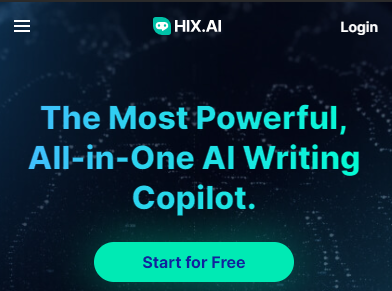 HIX.AI
Login
The Most Powerful,
All-in-One AI Writing
Copilot.
Start for Free